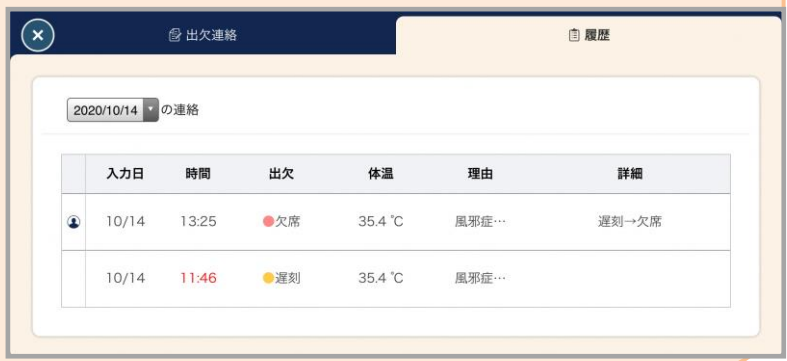 出欠連絡 履歴
2020/10/14 の連絡
入力日 時間 出欠 体温 理由 詳細
10/14 13:25 欠席 35.4 ℃ 風邪症… 遅刻→欠席
10/14 11:46 遅刻 35.4 ℃ 風邪症…